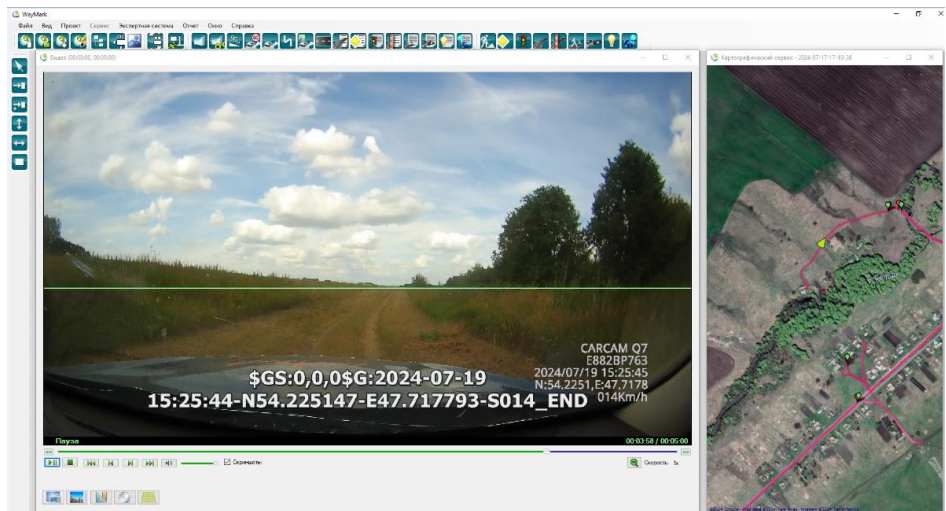 WayMark
Файл Вид Проект Сервис Экспертная система Отчет Окно Справка
Видео (00:00:00, 00:05:00)
Картографический сервис - 2024-07-17-17-10-36
CARCAM Q7
E882BP763
2024/07/19 15:25:45
N:54.2251,E:47.7178
014Km/h
$GS:0,0,0$G:2024-07-19
15:25:44-N54.225147-E47.717793-S014_END
Пауза
00:03:58 / 00:05:00
Скриншоты
Скорость 1x